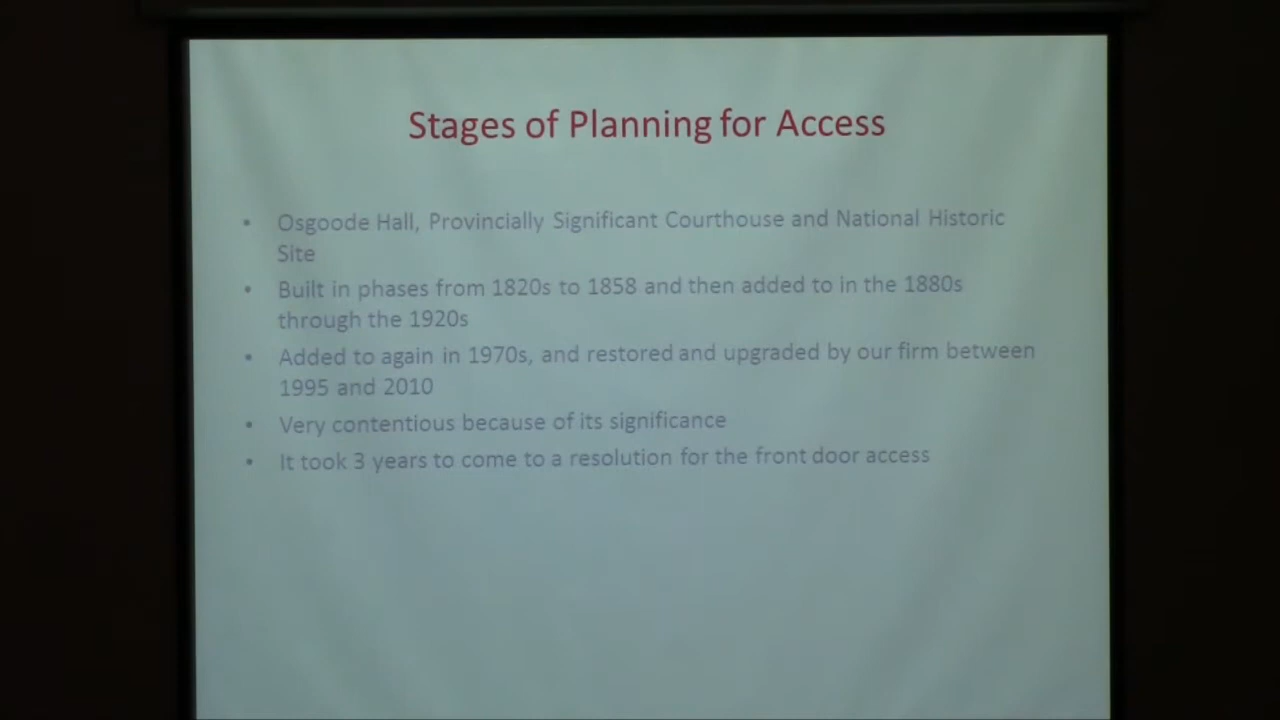 Stages of Planning for Access
• Osgoode Hall, Provincially Significant Courthouse and National Historic
Site
• Built in phases from 1820s to 1858 and then added to in the 1880s
through the 1920s
• Added to again in 1970s, and restored and upgraded by our firm between
1995 and 2010
• Very contentious because of its significance
• It took 3 years to come to a resolution for the front door access